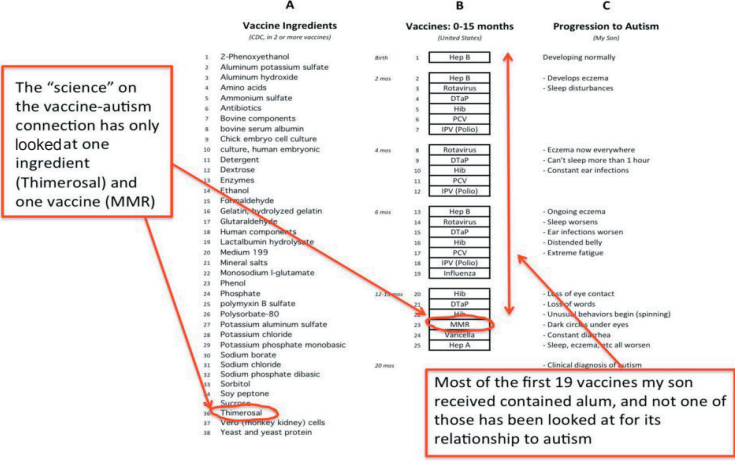 A
Vaccine Ingredients
(CDC, in 2 or more vaccines)
1 2-Phenoxyethanol
2 Aluminum potassium sulfate
3 Aluminum hydroxide
4 Amino acids
5 Ammonium sulfate
6 Antibiotics
7 Bovine components
8 bovine serum albumin
9 Chick embryo cell culture
10 culture, human embryonic
11 Detergent
12 Dextrose
13 Enzymes
14 Ethanol
15 Formaldehyde
16 Gelatin, hydrolyzed gelatin
17 Glutaraldehyde
18 Human components
19 Lactalbumin hydrolysate
20 Medium 199
21 Mineral salts
22 Monosodium l-glutamate
23 Phenol
24 Phosphate
25 polymyxin B sulfate
26 Polysorbate-80
27 Potassium aluminum sulfate
28 Potassium chloride
29 Potassium phosphate monobasic
30 Sodium borate
31 Sodium chloride
32 Sodium phosphate dibasic
33 Sorbitol
Soy peptone
Sucrose
36 Thimerosal
37 Vero (monkey kidney) cells
38 Yeast and yeast protein
B
Vaccines: 0-15 months
(United States)
Birth
1 Hep B
2 mos
2 Hep B
3 Rotavirus
4 DTaP
5 Hib
6 PCV
7 IPV (Polio)
4 mos
8 Rotavirus
9 DTaP
10 Hib
11 PCV
12 IPV (Polio)
6 mos
13 Hep B
14 Rotavirus
15 DTaP
16 Hib
17 PCV
18 IPV (Polio)
19 Influenza
12-15 mos
20 Hib
21 DTaP
22 Hib
23 MMR
24 Varicella
25 Hep A
20 mos
C
Progression to Autism
(My Son)
Developing normally
- Develops eczema
- Sleep disturbances
- Eczema now everywhere
- Can't sleep more than 1 hour
- Constant ear infections
- Ongoing eczema
- Sleep worsens
- Ear infections worsen
- Distended belly
- Extreme fatigue
- Loss of eye contact
- Loss of words
- Unusual behaviors begin (spinning)
- Dark circles under eyes
- Constant diarrhea
- Sleep, eczema, etc all worsen
- Clinical diagnosis of autism
The “science” on
the vaccine-autism
connection has only
looked at one
ingredient
(Thimerosal) and
one vaccine (MMR)
Most of the first 19 vaccines my son
received contained alum, and not one of
those has been looked at for its
relationship to autism